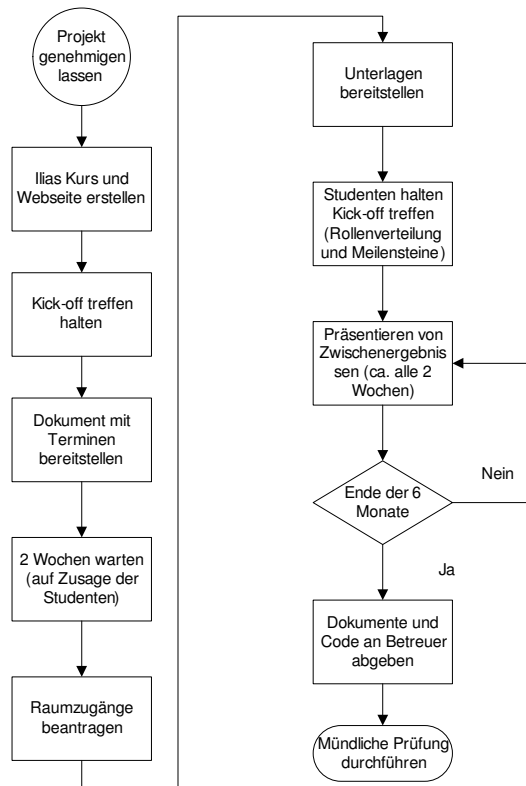 Projekt
genehmigen
lassen
Ilias Kurs und
Webseite erstellen
Kick-off treffen
halten
Dokument mit
Terminen
bereitstellen
2 Wochen warten
(auf Zusage der
Studenten)
Raumzugänge
beantragen
Unterlagen
bereitstellen
Studenten halten
Kick-off treffen
(Rollenverteilung
und Meilensteine)
Präsentieren von
Zwischenergebnis
sen (ca. alle 2
Wochen)
Ende der 6
Monate
Nein
Ja
Dokumente und
Code an Betreuer
abgeben
Mündliche Prüfung
durchführen